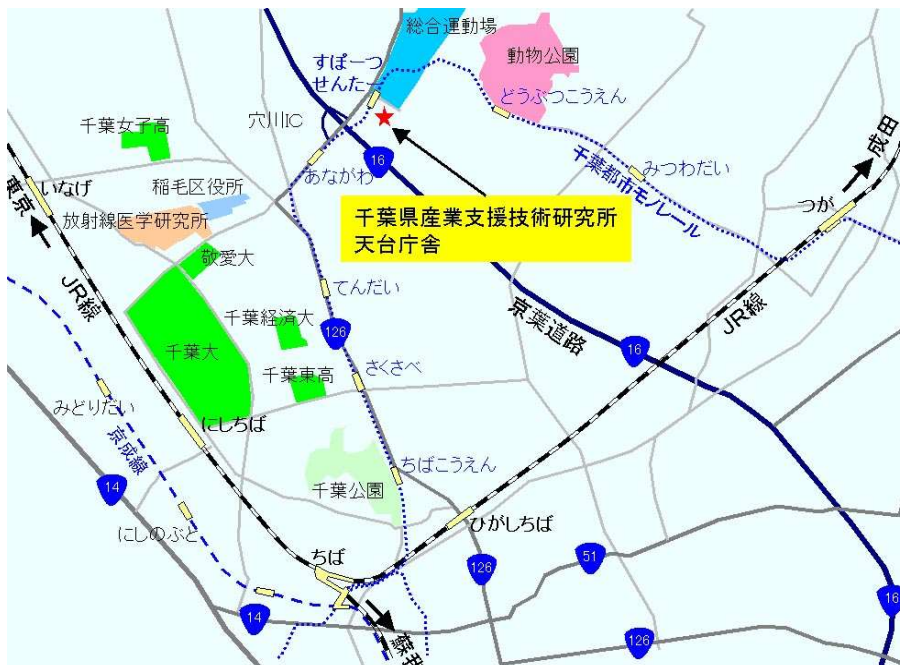 総合運動場
すぽーつ
せんたー
動物公園
どうぶつこうえん
千葉女子高
穴川IC
16
あながわ
みつわだい
成田
千葉都市モノレール
いなげ
稲毛区役所
東京
放射線医学研究所
千葉県産業支援技術研究所
天台庁舎
つが
敬愛大
JR線
てんだい
千葉経済大
126
京葉道路
JR線
16
千葉大
さくさべ
千葉東高
みどりだい
にしちば
京成線
ちばこうえん
14
千葉公園
にしのぶと
ひがしちば
ちば
51
126
16
14
蘇我
126